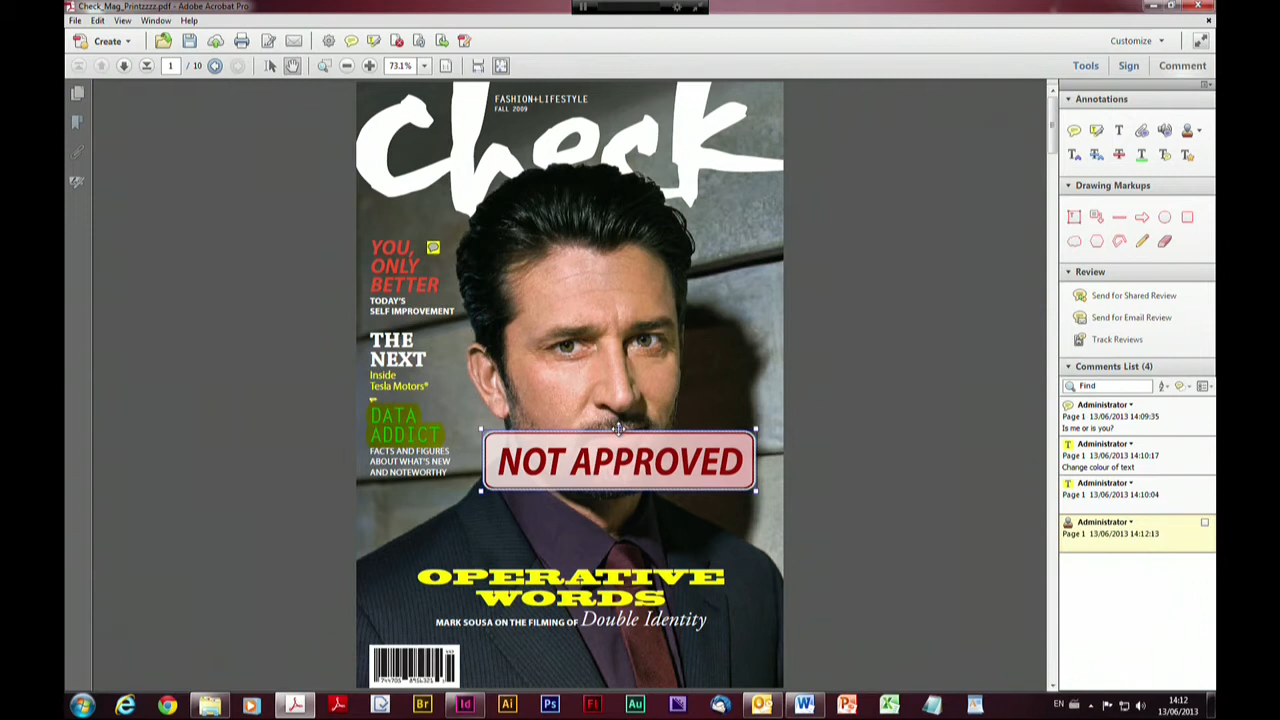 Check_Mag_Printzzzz.pdf - Adobe Acrobat Pro
File Edit View Window Help
Create
Customize
1 / 10
73.1%
Tools Sign Comment
Check
FASHION+LIFESTYLE
FALL 2009
YOU,
ONLY
BETTER
TODAY'S
SELF IMPROVEMENT
THE
NEXT
Inside
Tesla Motors*
DATA
ADDICT
FACTS AND FIGURES
ABOUT WHAT'S NEW
AND NOTEWORTHY
NOT APPROVED
OPERATIVE
WORDS
MARK SOUSA ON THE FILMING OF Double Identity
Annotations
Drawing Markups
Review
Send for Shared Review
Send for Email Review
Track Reviews
Comments List (4)
Find
Administrator
Page 1 13/06/2013 14:09:35
Is me or is you?
Administrator
Page 1 13/06/2013 14:10:17
Change colour of text
Administrator
Page 1 13/06/2013 14:10:04
Administrator
Page 1 13/06/2013 14:12:13
Br Id Ai Ps Fl Au
EN
14:12
13/06/2013